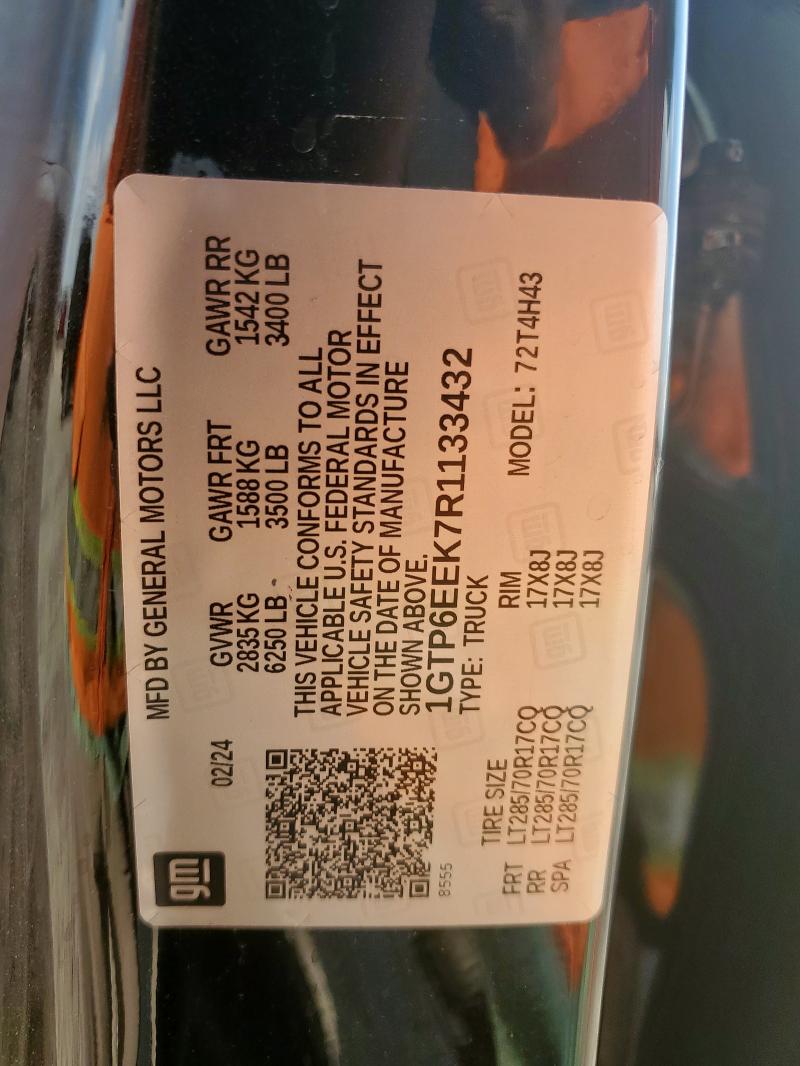 gm
MFD BY GENERAL MOTORS LLC
02/24
GVWR GAWR FRT GAWR RR
2835 KG 1588 KG 1542 KG
6250 LB 3500 LB 3400 LB
THIS VEHICLE CONFORMS TO ALL
APPLICABLE U.S. FEDERAL MOTOR
VEHICLE SAFETY STANDARDS IN EFFECT
ON THE DATE OF MANUFACTURE
SHOWN ABOVE.
1GTP6EEK7R1133432
8555
TYPE: TRUCK
MODEL: 72T4H43
TIRE SIZE RIM
FRT LT285/70R17CQ 17X8J
RR LT285/70R17CQ 17X8J
SPA LT285/70R17CQ 17X8J